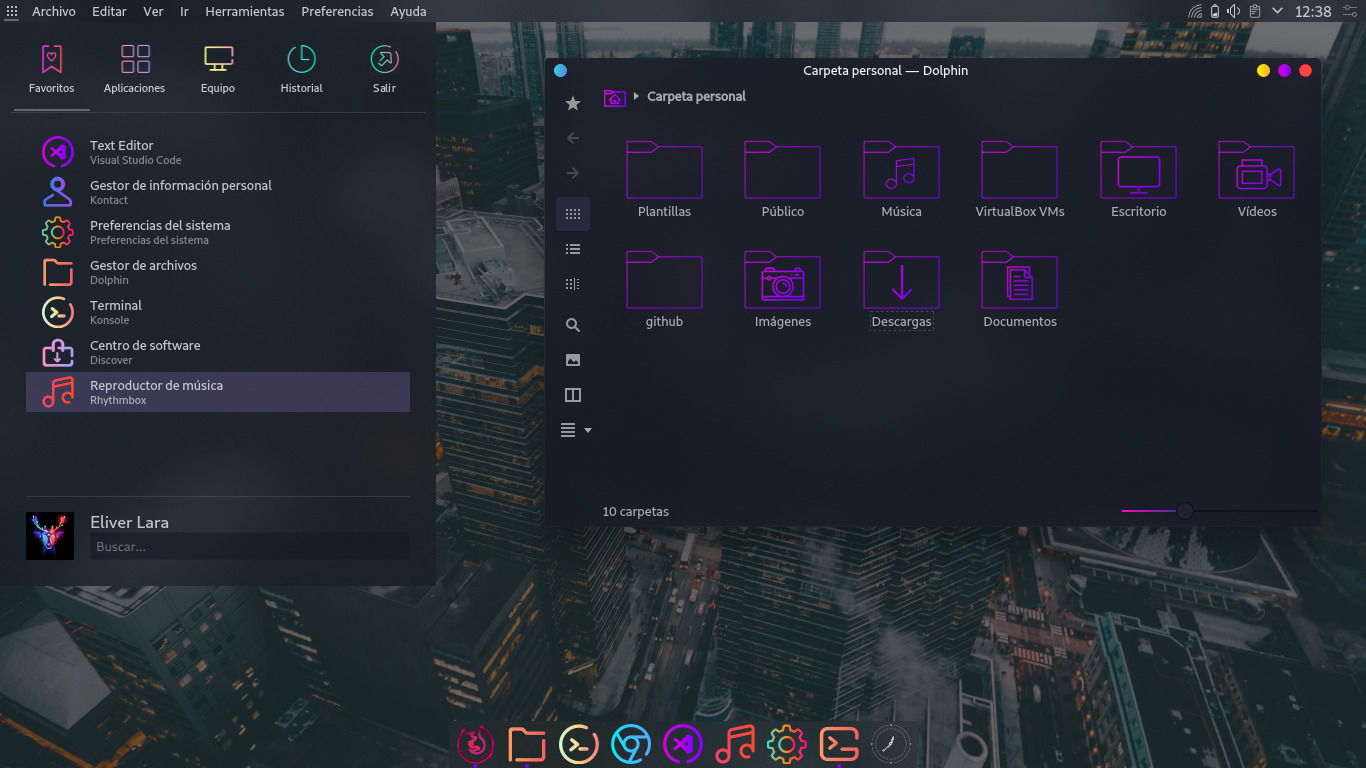 Archivo Editar Ver Ir Herramientas Preferencias Ayuda 12:38
Favoritos Aplicaciones Equipo Historial Salir
Text Editor
Visual Studio Code
Gestor de información personal
Kontact
Preferencias del sistema
Preferencias del sistema
Gestor de archivos
Dolphin
Terminal
Konsole
Centro de software
Discover
Reproductor de música
Rhythmbox
Eliver Lara
Buscar...
Carpeta personal — Dolphin
Carpeta personal
Plantillas Público Música VirtualBox VMs Escritorio Vídeos
github Imágenes Descargas Documentos
10 carpetas